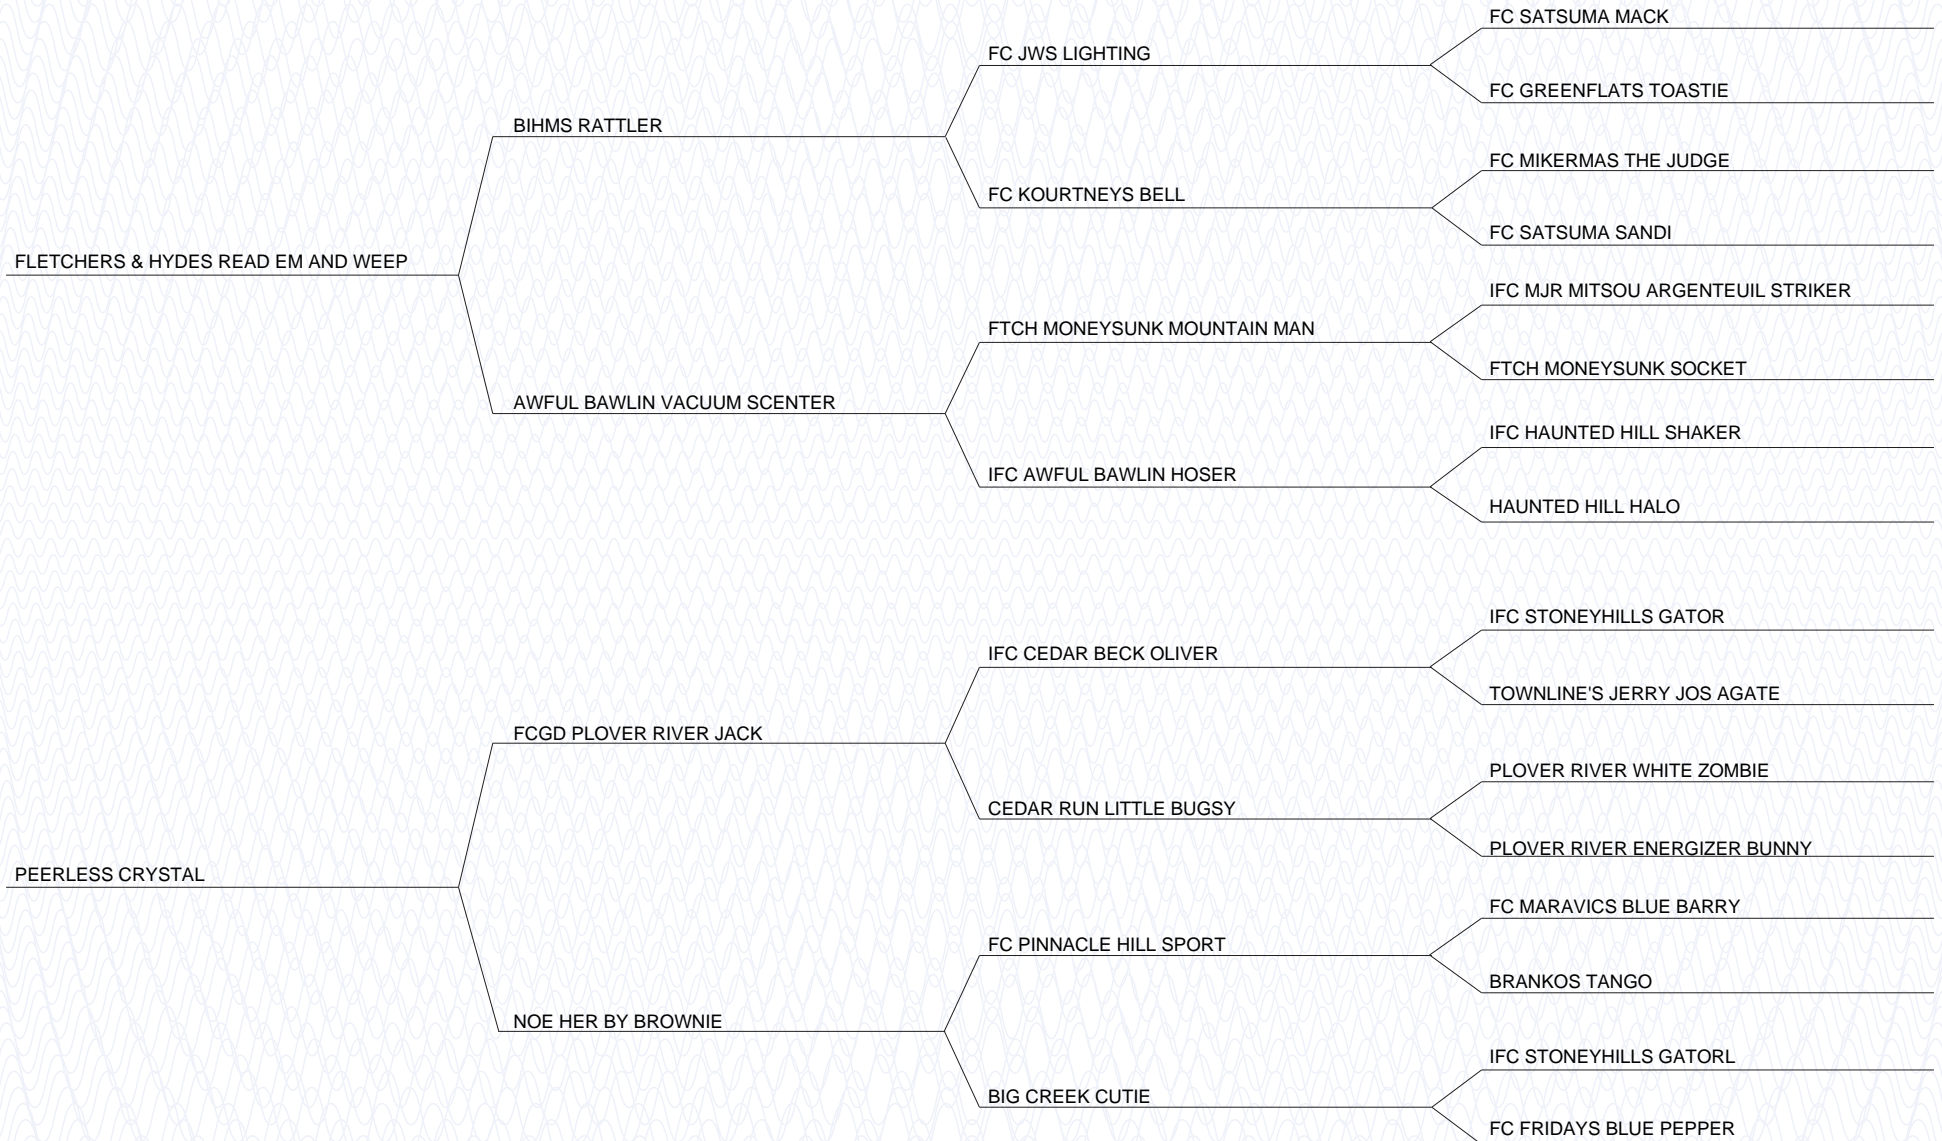 FC SATSUMA MACK
FC JWS LIGHTING
FC GREENFLATS TOASTIE
BIHMS RATTLER
FC MIKERMAS THE JUDGE
FC KOURTNEYS BELL
FC SATSUMA SANDI
FLETCHERS & HYDES READ EM AND WEEP
IFC MJR MITSOU ARGENTEUIL STRIKER
FTCH MONEYSUNK MOUNTAIN MAN
FTCH MONEYSUNK SOCKET
AWFUL BAWLIN VACUUM SCENTER
IFC HAUNTED HILL SHAKER
IFC AWFUL BAWLIN HOSER
HAUNTED HILL HALO
IFC STONEYHILLS GATOR
IFC CEDAR BECK OLIVER
TOWNLINE'S JERRY JOS AGATE
FCGD PLOVER RIVER JACK
PLOVER RIVER WHITE ZOMBIE
CEDAR RUN LITTLE BUGSY
PLOVER RIVER ENERGIZER BUNNY
PEERLESS CRYSTAL
FC MARAVICS BLUE BARRY
FC PINNACLE HILL SPORT
BRANKOS TANGO
NOE HER BY BROWNIE
IFC STONEYHILLS GATORL
BIG CREEK CUTIE
FC FRIDAYS BLUE PEPPER